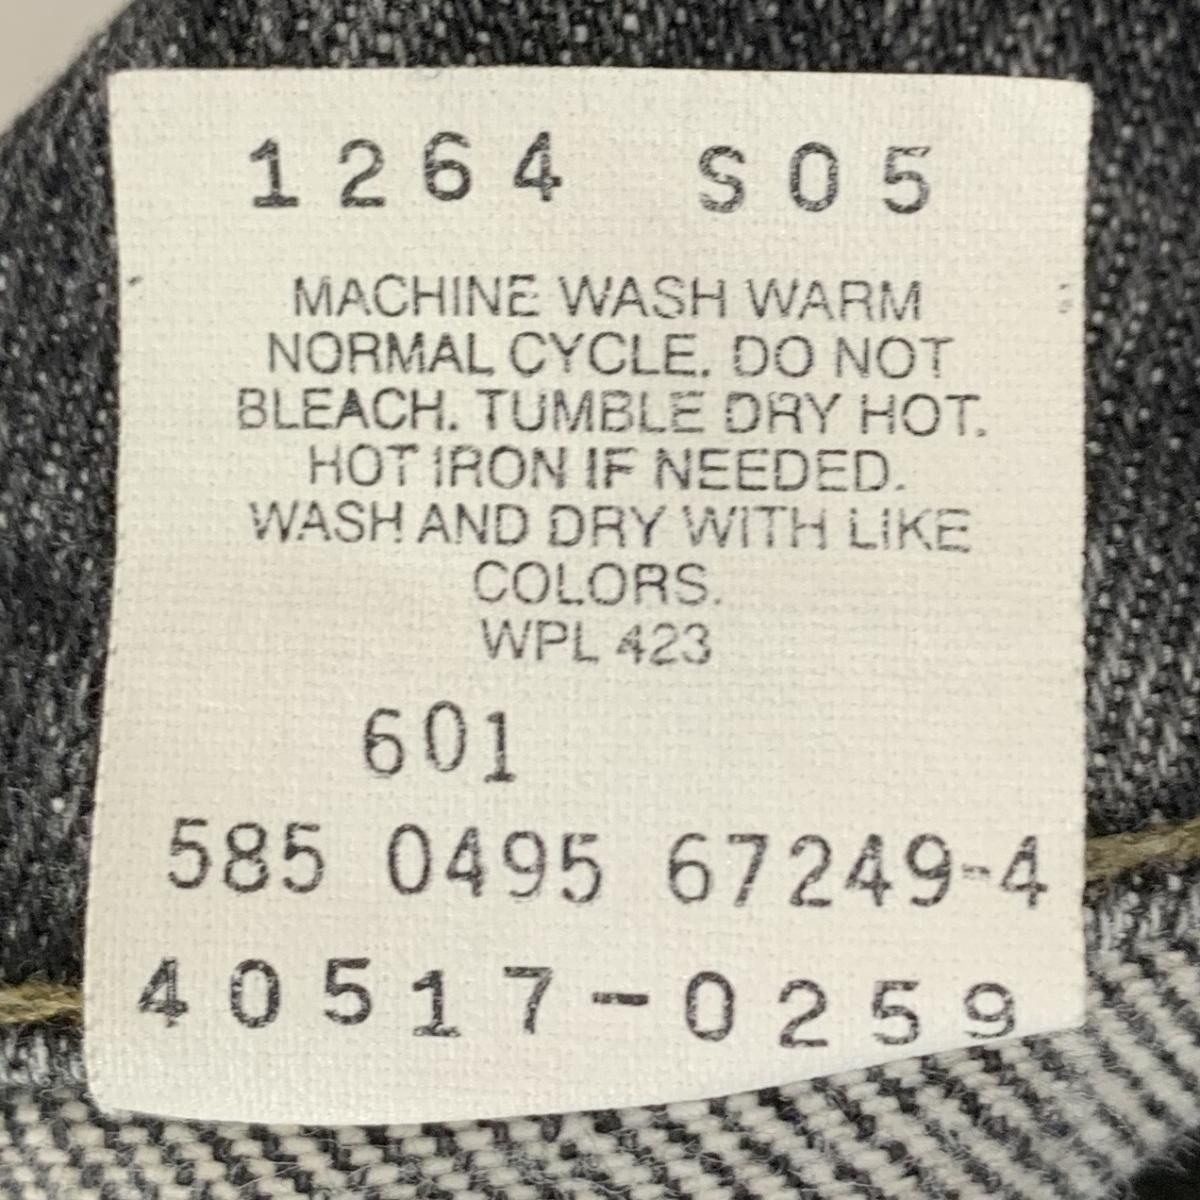 1264 S05
MACHINE WASH WARM
NORMAL CYCLE. DO NOT
BLEACH. TUMBLE DRY HOT.
HOT IRON IF NEEDED.
WASH AND DRY WITH LIKE
COLORS.
WPL 423
601
585 0495 67249-4
40517-0259